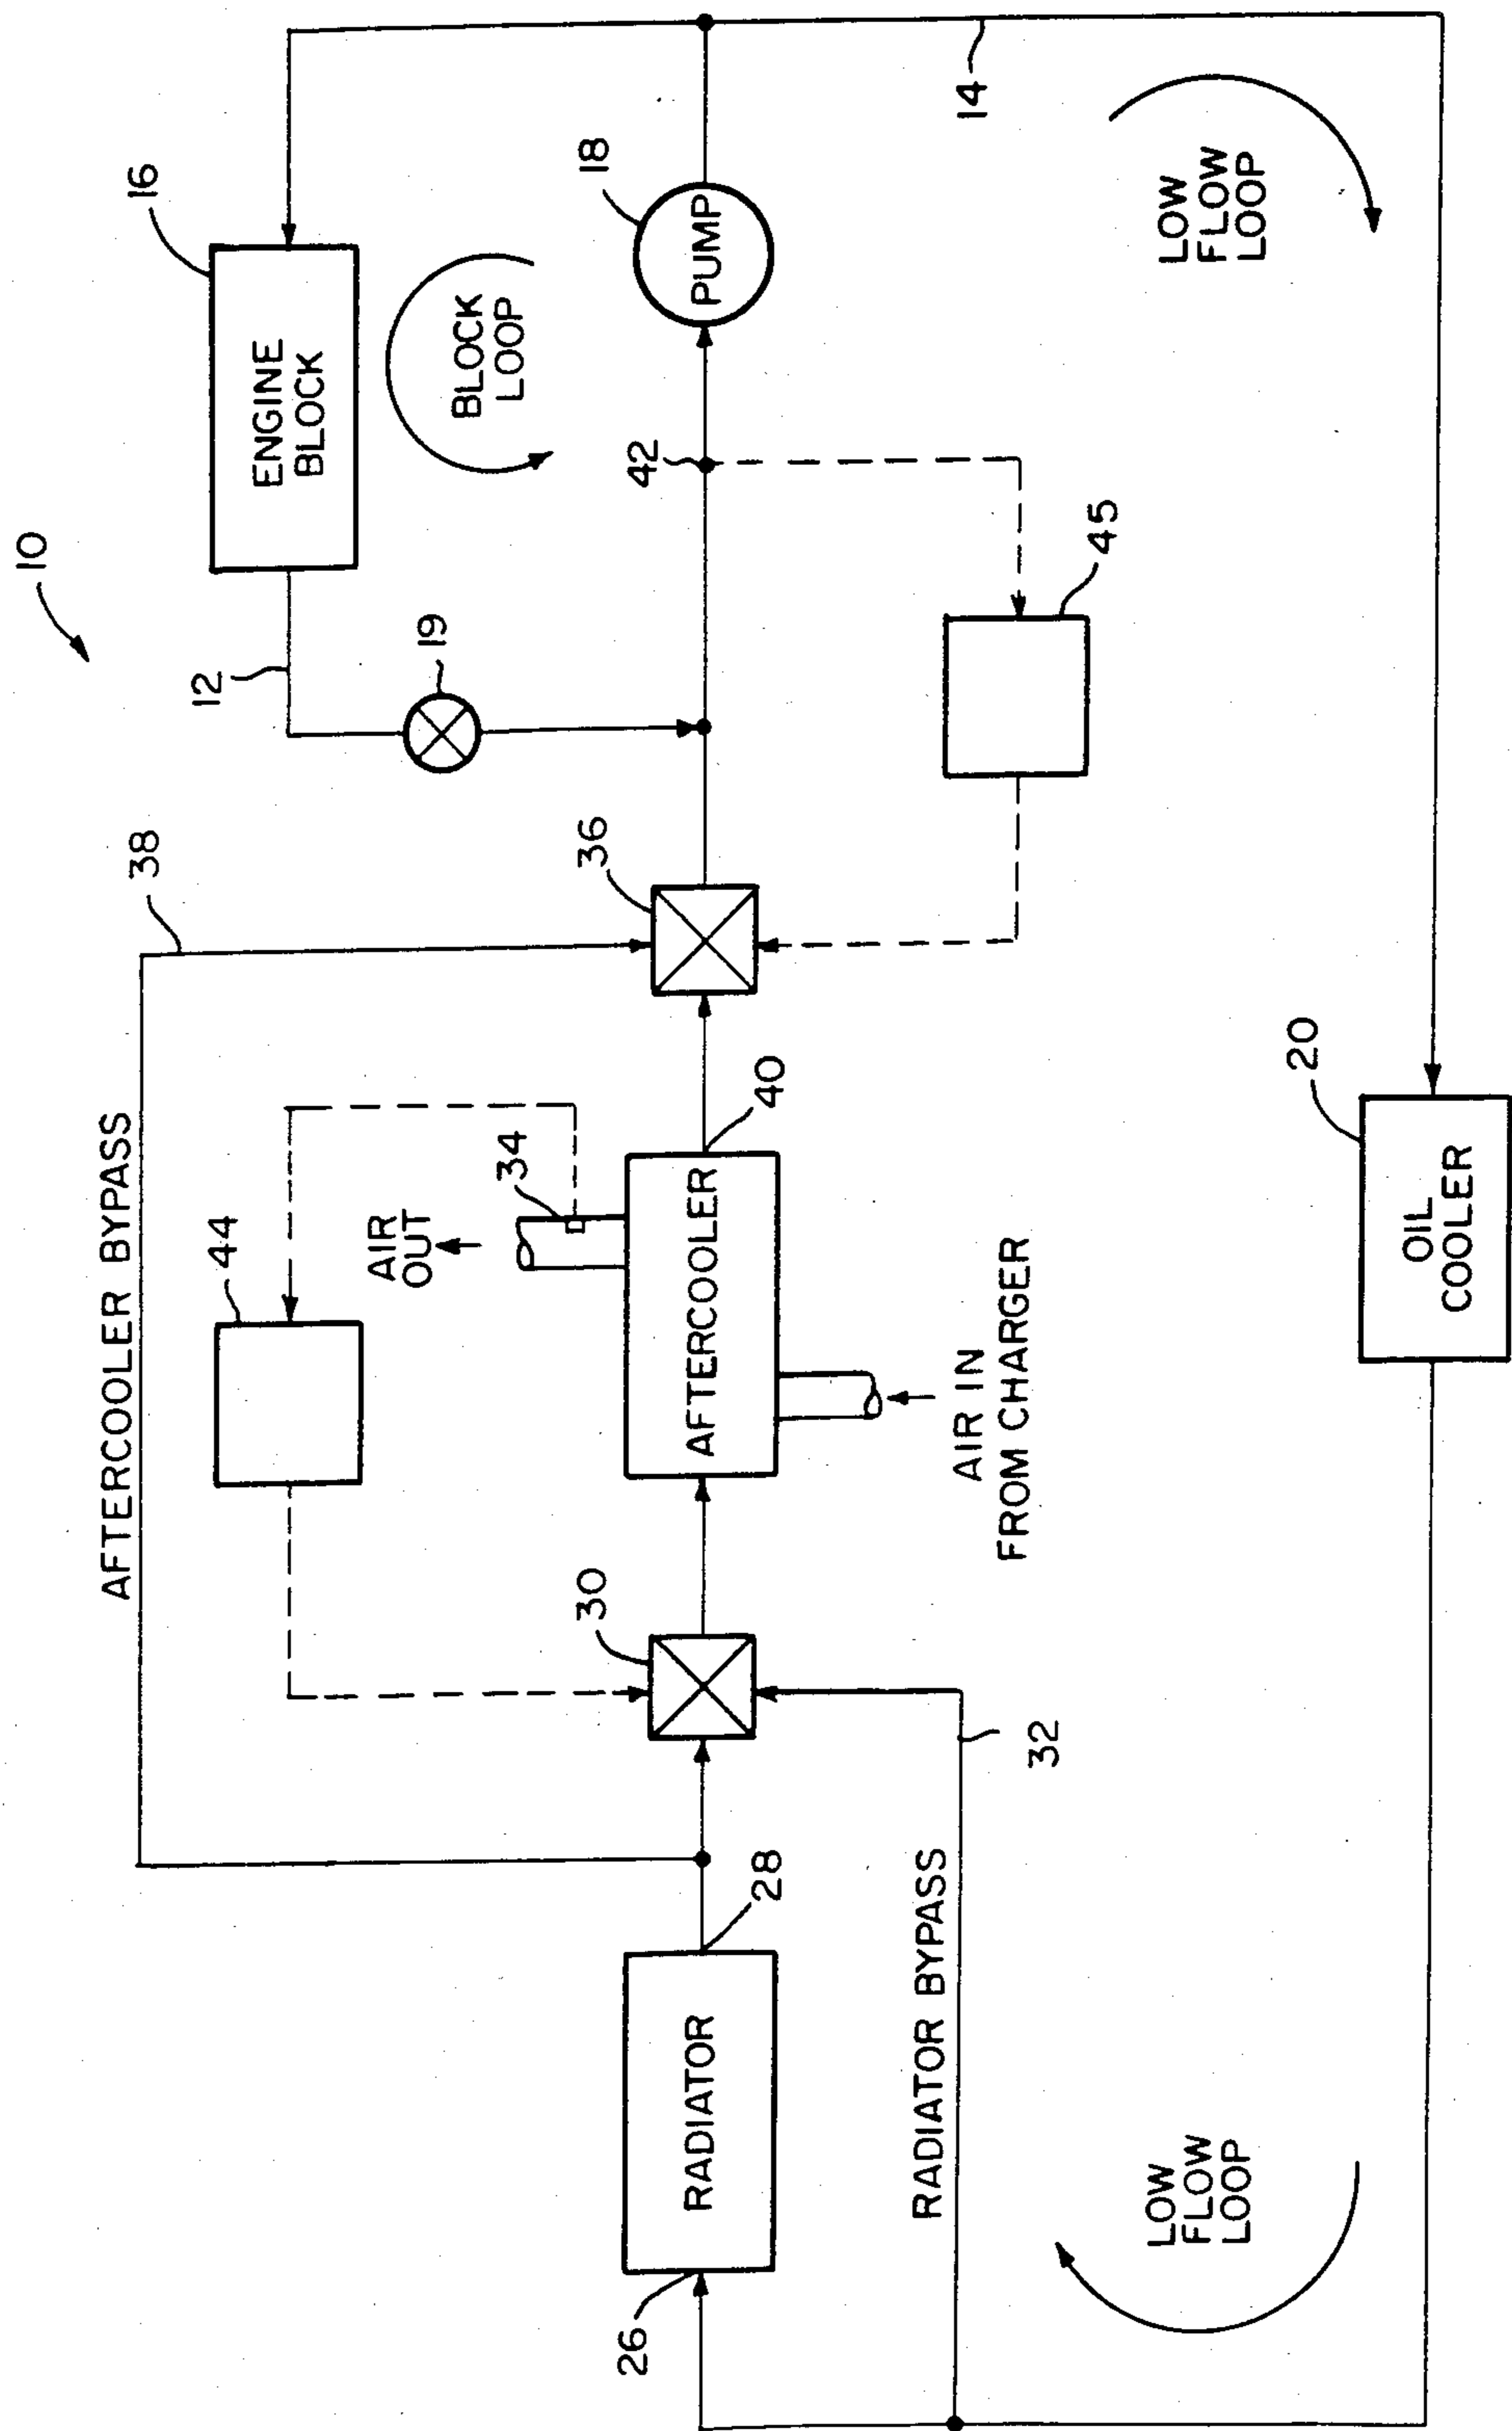 10
16
ENGINE
BLOCK
12
19
BLOCK
LOOP
18
PUMP
42
14
LOW
FLOW
LOOP
45
38
AFTERCOOLER BYPASS
36
44
AIR
OUT
34
40
AFTERCOOLER
AIR IN
FROM CHARGER
30
32
20
OIL
COOLER
28
RADIATOR
26
RADIATOR BYPASS
LOW
FLOW
LOOP